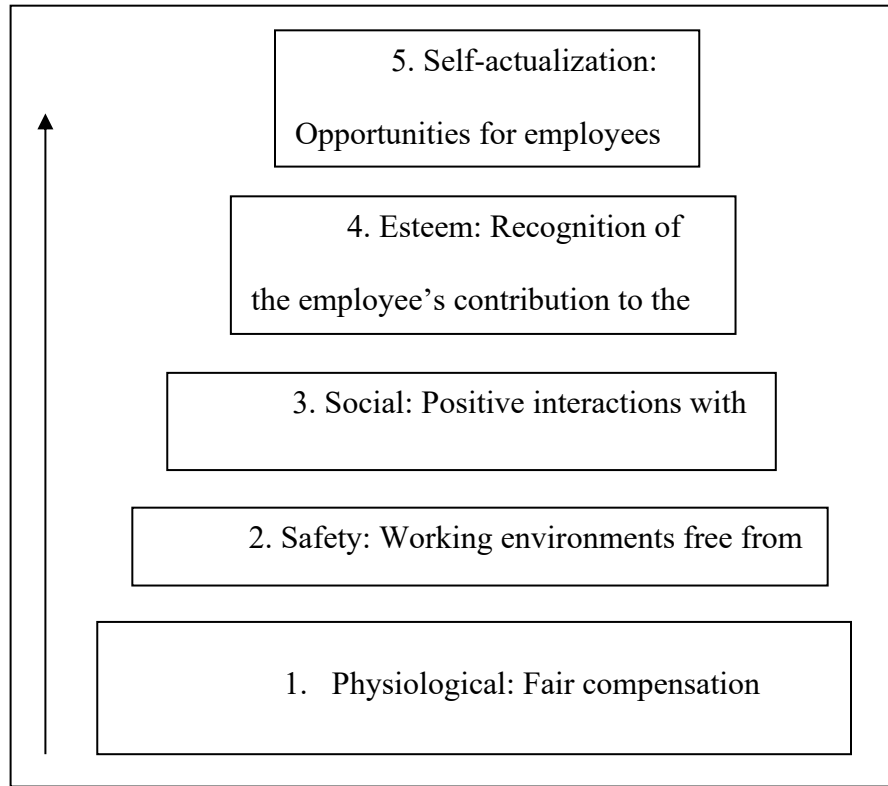 5. Self-actualization:
Opportunities for employees
4. Esteem: Recognition of
the employee’s contribution to the
3. Social: Positive interactions with
2. Safety: Working environments free from
1. Physiological: Fair compensation